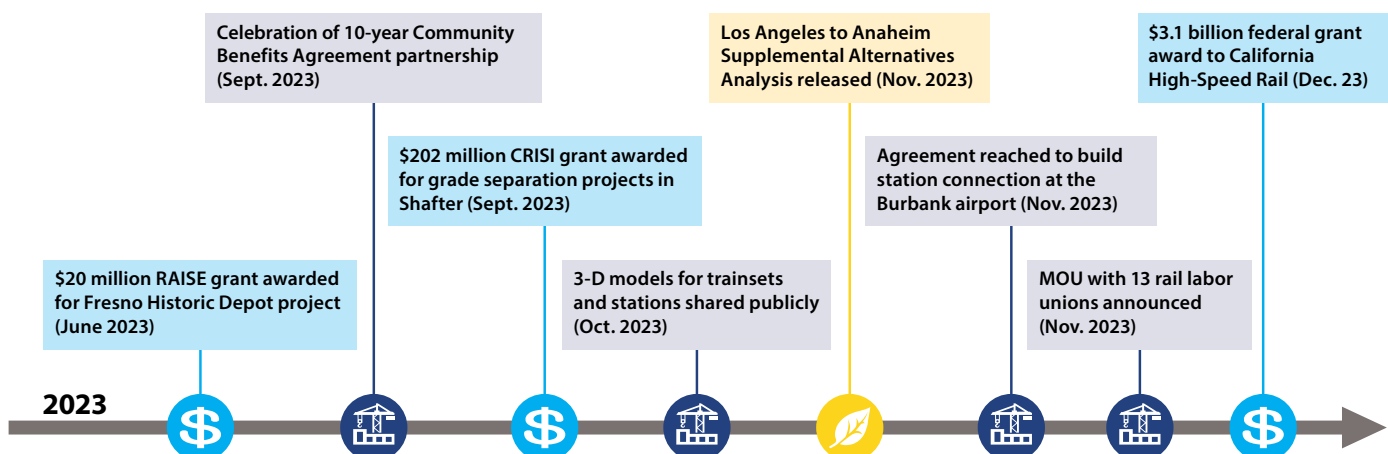 Celebration of 10-year Community
Benefits Agreement partnership
(Sept. 2023)
Los Angeles to Anaheim
Supplemental Alternatives
Analysis released (Nov. 2023)
$3.1 billion federal grant
award to California
High-Speed Rail (Dec. 23)
$202 million CRISI grant awarded
for grade separation projects in
Shafter (Sept. 2023)
Agreement reached to build
station connection at the
Burbank airport (Nov. 2023)
$20 million RAISE grant awarded
for Fresno Historic Depot project
(June 2023)
3-D models for trainsets
and stations shared publicly
(Oct. 2023)
MOU with 13 rail labor
unions announced
(Nov. 2023)
2023
$
$
$